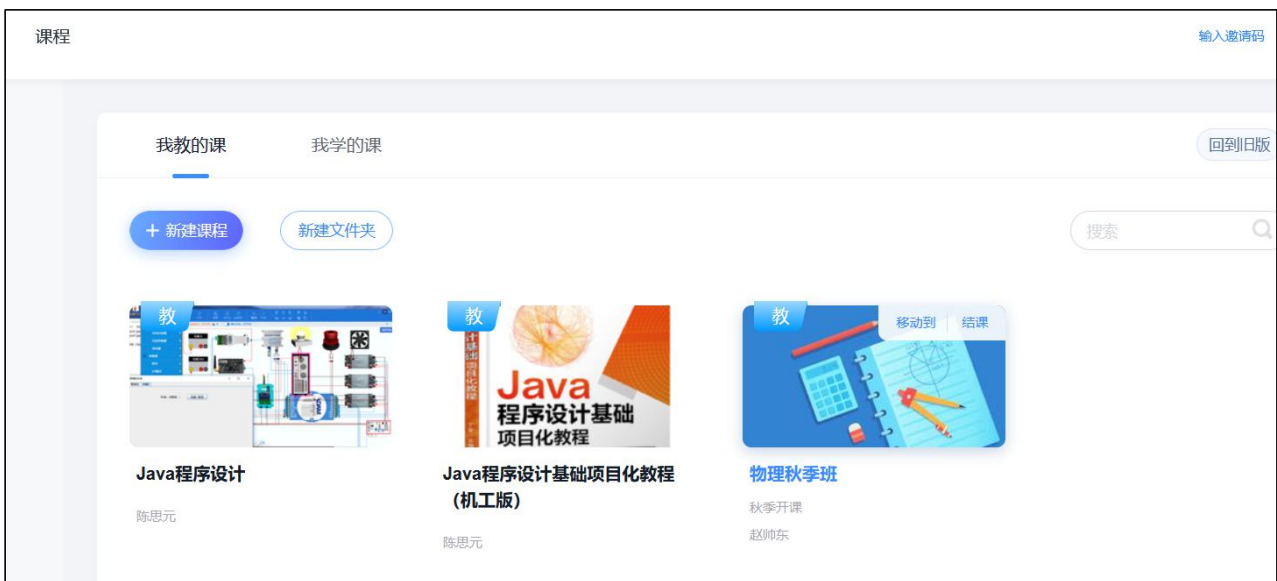 课程
输入邀请码
我教的课
我学的课
回到旧版
+ 新建课程
新建文件夹
搜索
教
教
Java
程序设计基础
项目化教程
教
移动到
结课
Java程序设计
陈思元
Java程序设计基础项目化教程
（机工版）
陈思元
物理秋季班
秋季开课
赵帅东